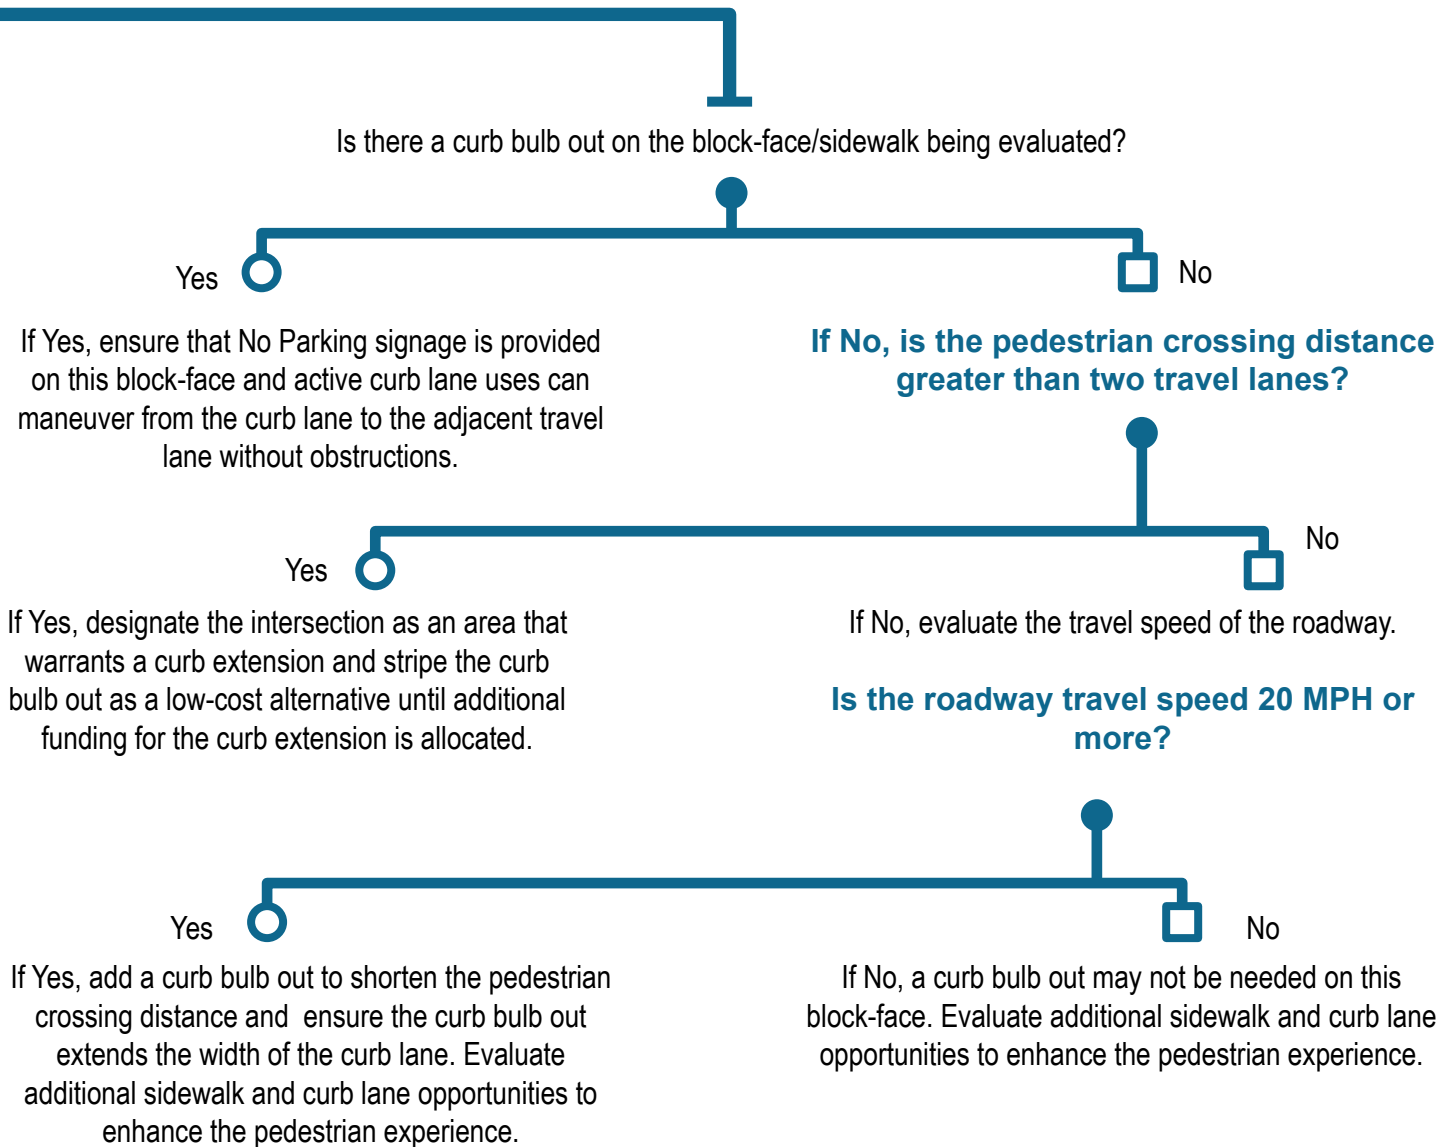 Is there a curb bulb out on the block-face/sidewalk being evaluated?
Yes
No
If Yes, ensure that No Parking signage is provided
on this block-face and active curb lane uses can
maneuver from the curb lane to the adjacent travel
lane without obstructions.
If No, is the pedestrian crossing distance
greater than two travel lanes?
Yes
No
If Yes, designate the intersection as an area that
warrants a curb extension and stripe the curb
bulb out as a low-cost alternative until additional
funding for the curb extension is allocated.
If No, evaluate the travel speed of the roadway.
Is the roadway travel speed 20 MPH or
more?
Yes
No
If Yes, add a curb bulb out to shorten the pedestrian
crossing distance and  ensure the curb bulb out
extends the width of the curb lane. Evaluate
additional sidewalk and curb lane opportunities to
enhance the pedestrian experience.
If No, a curb bulb out may not be needed on this
block-face. Evaluate additional sidewalk and curb lane
opportunities to enhance the pedestrian experience.